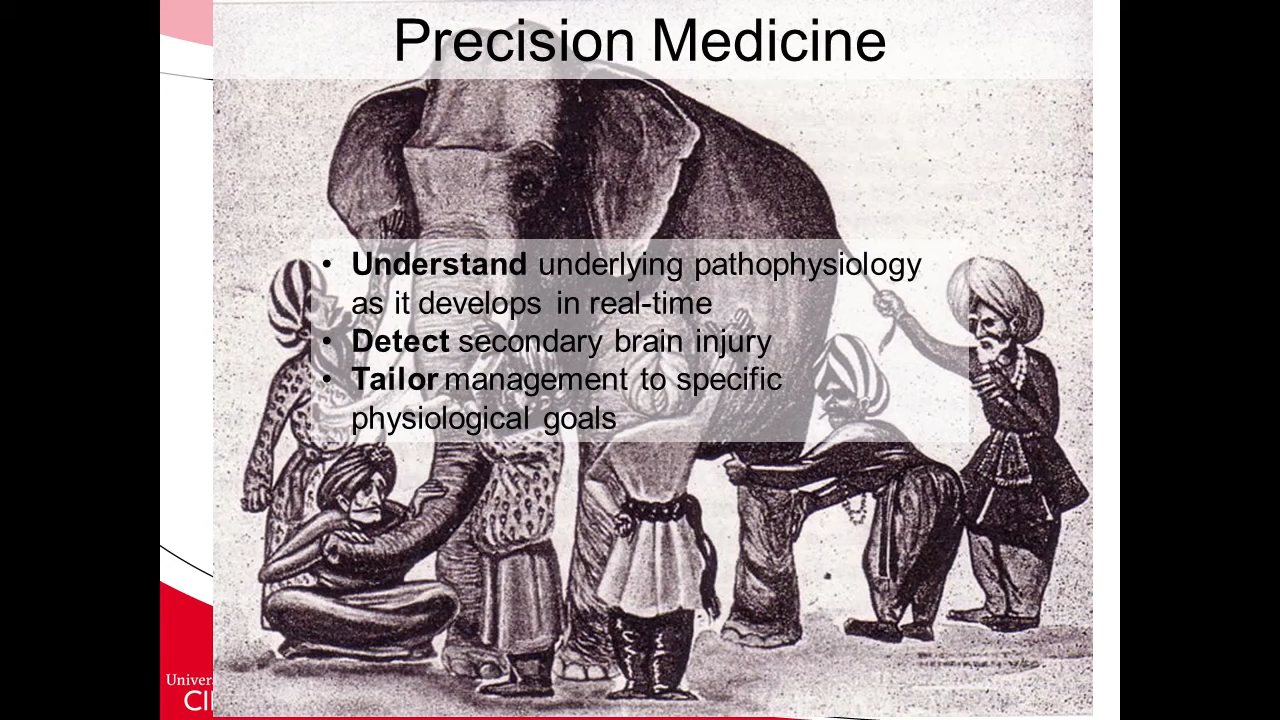 Precision Medicine
• Understand underlying pathophysiology
as it develops in real-time
• Detect secondary brain injury
• Tailor management to specific
physiological goals
Univer
CI